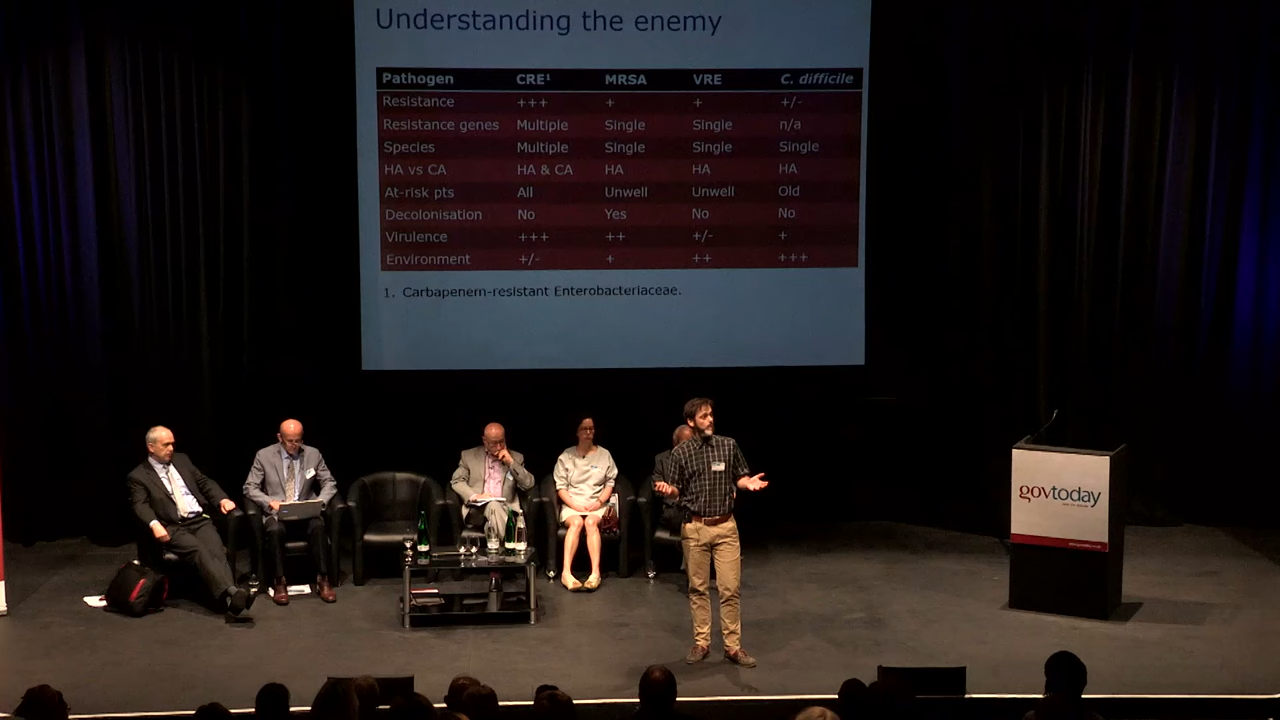 Understanding the enemy
Pathogen CRE¹ MRSA VRE C. difficile
Resistance +++ + + +/-
Resistance genes Multiple Single Single n/a
Species Multiple Single Single Single
HA vs CA HA & CA HA HA HA
At-risk pts All Unwell Unwell Old
Decolonisation No Yes No No
Virulence +++ ++ +/- +
Environment +/- + ++ +++
1. Carbapenem-resistant Enterobacteriaceae.
govtoday